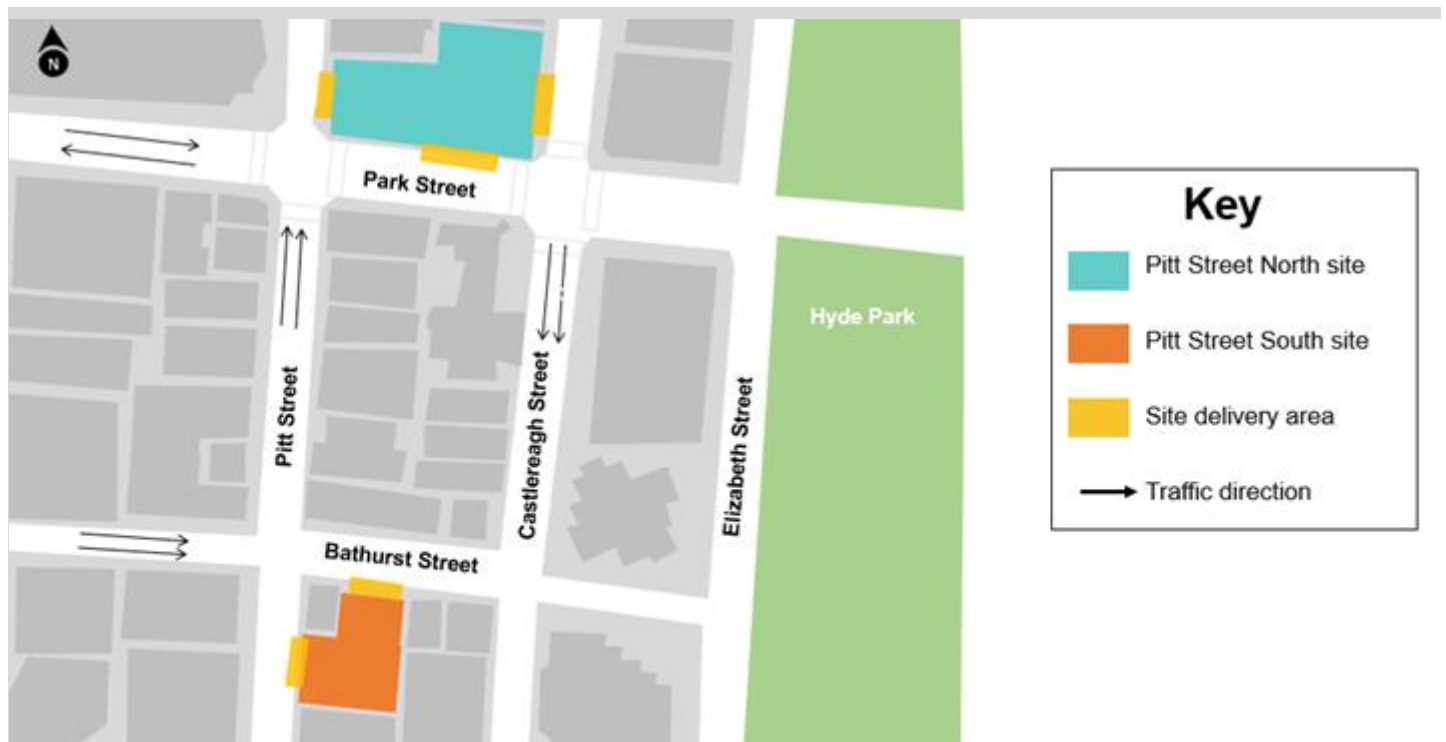 N
Park Street
Key
Pitt Street North site
Hyde Park
Pitt Street South site
Pitt Street
Castlereagh Street
Elizabeth Street
Site delivery area
Traffic direction
Bathurst Street